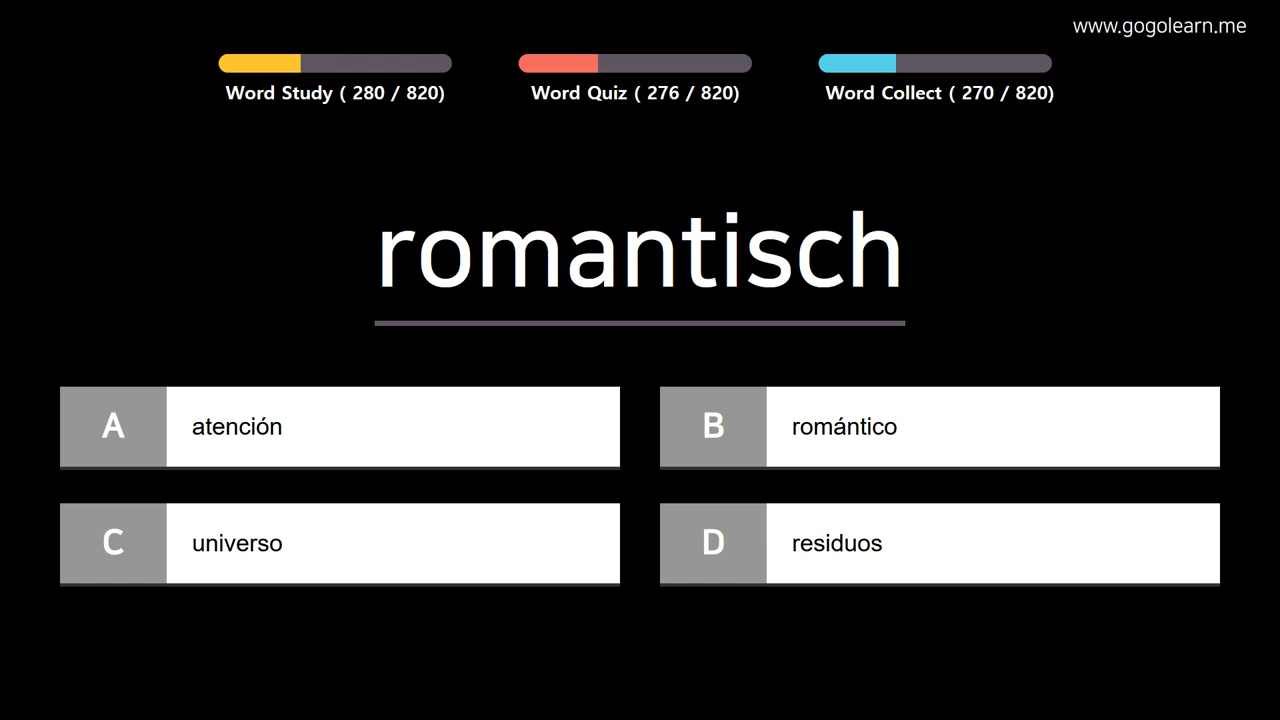 www.gogolearn.me
Word Study ( 280 / 820)
Word Quiz ( 276 / 820)
Word Collect ( 270 / 820)
romantisch
A atención
B romántico
C universo
D residuos